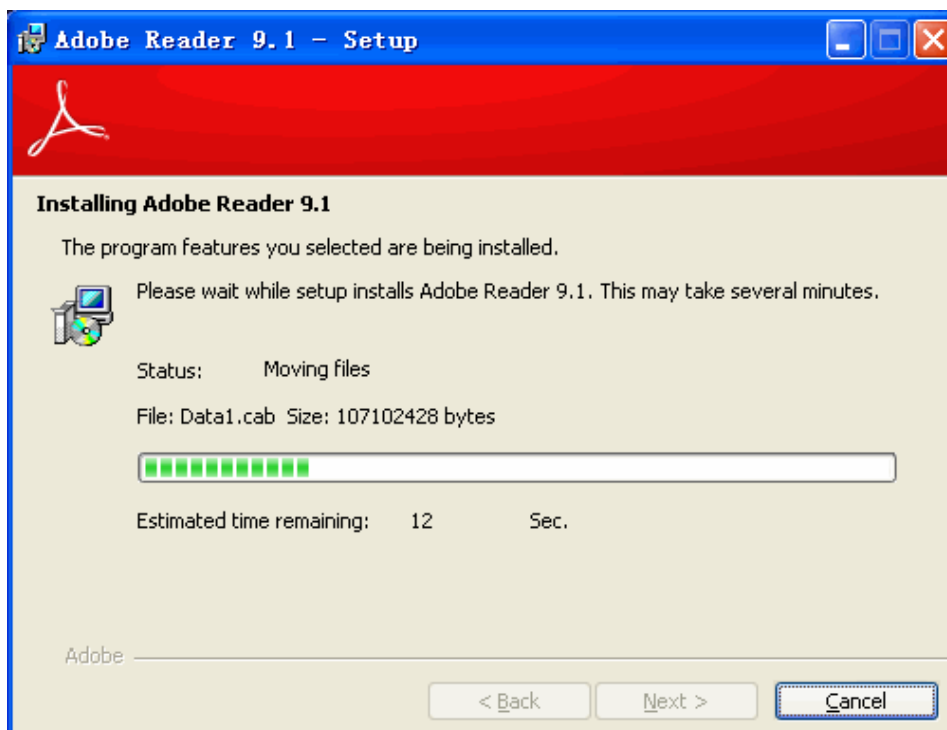 Adobe Reader 9.1 - Setup
Installing Adobe Reader 9.1
The program features you selected are being installed.
Please wait while setup installs Adobe Reader 9.1. This may take several minutes.
Status: Moving files
File: Data1.cab Size: 107102428 bytes
Estimated time remaining: 12 Sec.
Adobe
< Back Next > Cancel